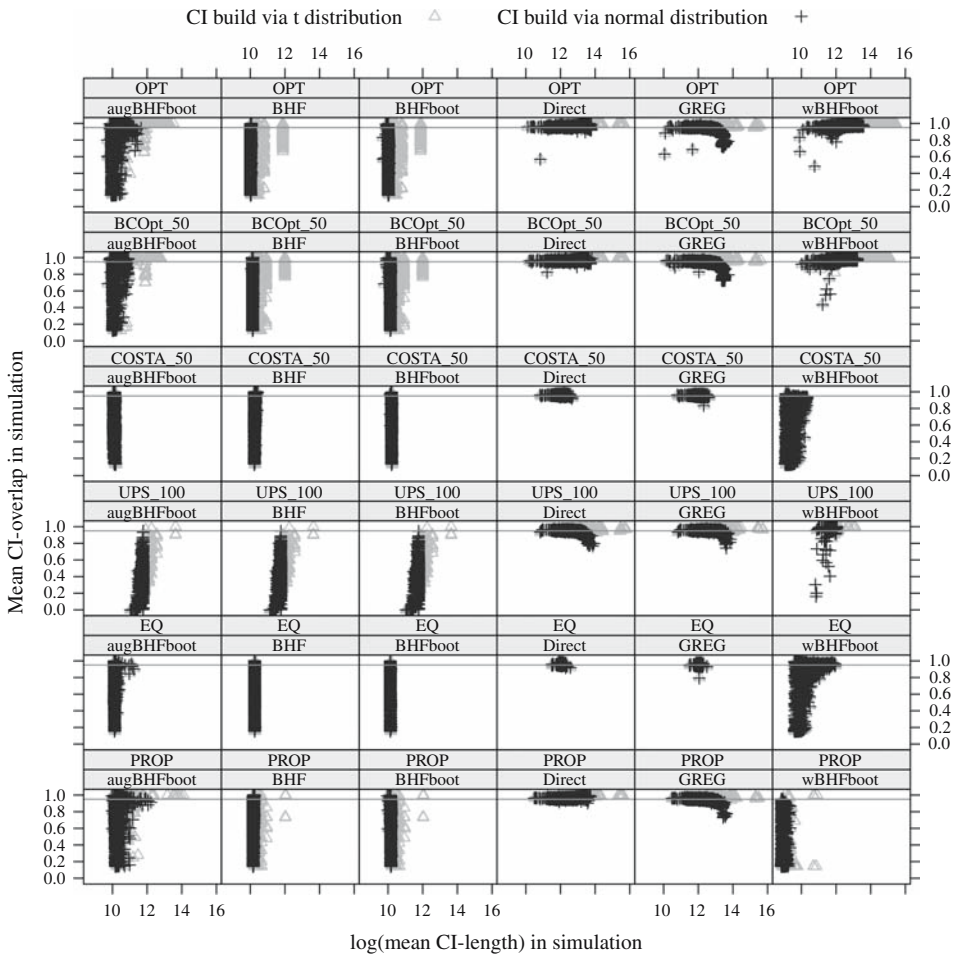 CI build via t distribution △ CI build via normal distribution +
10 12 14 16 10 12 14 16 10 12 14 16
OPT OPT OPT OPT OPT OPT
augBHFboot BHF BHFboot Direct GREG wBHFboot
1.0
0.8
0.6
0.4
0.2
0.0
BCOpt_50 BCOpt_50 BCOpt_50 BCOpt_50 BCOpt_50 BCOpt_50
augBHFboot BHF BHFboot Direct GREG wBHFboot
1.0
0.8
0.6
0.4
0.2
0.0
COSTA_50 COSTA_50 COSTA_50 COSTA_50 COSTA_50 COSTA_50
augBHFboot BHF BHFboot Direct GREG wBHFboot
1.0
0.8
0.6
0.4
0.2
0.0
UPS_100 UPS_100 UPS_100 UPS_100 UPS_100 UPS_100
augBHFboot BHF BHFboot Direct GREG wBHFboot
1.0
0.8
0.6
0.4
0.2
0.0
EQ EQ EQ EQ EQ EQ
augBHFboot BHF BHFboot Direct GREG wBHFboot
1.0
0.8
0.6
0.4
0.2
0.0
PROP PROP PROP PROP PROP PROP
augBHFboot BHF BHFboot Direct GREG wBHFboot
1.0
0.8
0.6
0.4
0.2
0.0
10 12 14 16 10 12 14 16 10 12 14 16
log(mean CI-length) in simulation
Mean CI-overlap in simulation